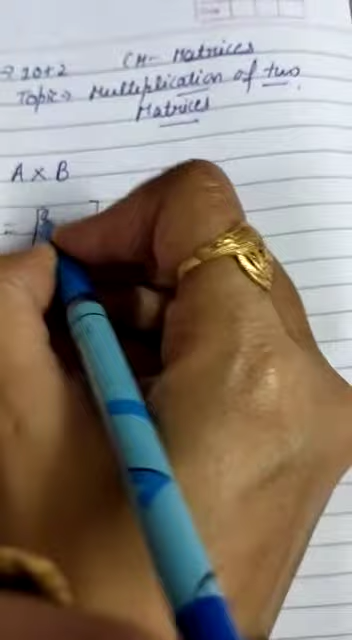 10+2 CH- Matrices
Topic> Multiplication of two
Matrices
A x B
= [